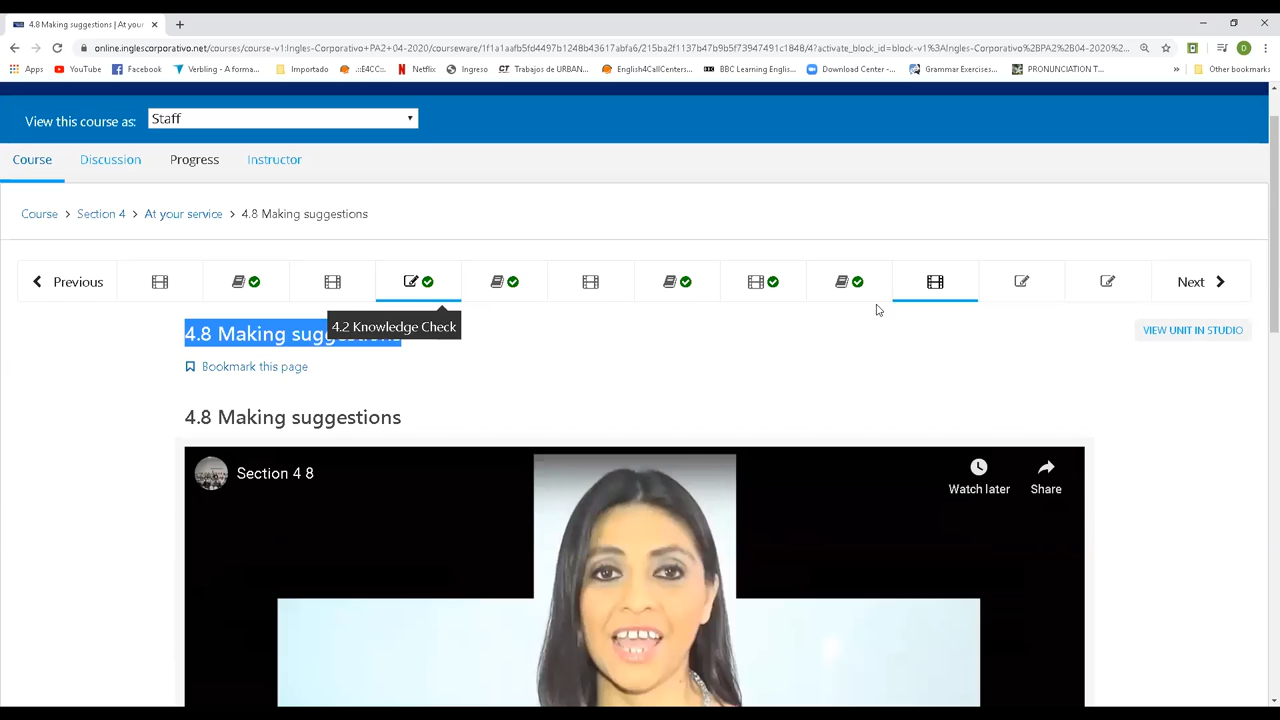 4.8 Making suggestions | At your
online.inglescorporativo.net/courses/course-v1:Ingles-Corporativo+PA2+04-2020/courseware/1f1a1aafb5fd4497b1248b43617abfa6/215ba2f1137b47b9b5f73947491c1848/4?activate_block_id=block-v1%3AIngles-Corporativo%2BPA2%2B04-2020%2...
D
Apps YouTube Facebook Verbling - A forma... Importado .::E4CC::. Netflix Ingreso CT Trabajos de URBAN... English4CallCenters... BBC Learning Englis... Download Center -... Grammar Exercises... PRONUNCIATION T... » Other bookmarks
View this course as: Staff
Course Discussion Progress Instructor
Course > Section 4 > At your service > 4.8 Making suggestions
Previous Next
4.2 Knowledge Check
4.8 Making suggestions
VIEW UNIT IN STUDIO
Bookmark this page
4.8 Making suggestions
Section 4 8
Watch later Share